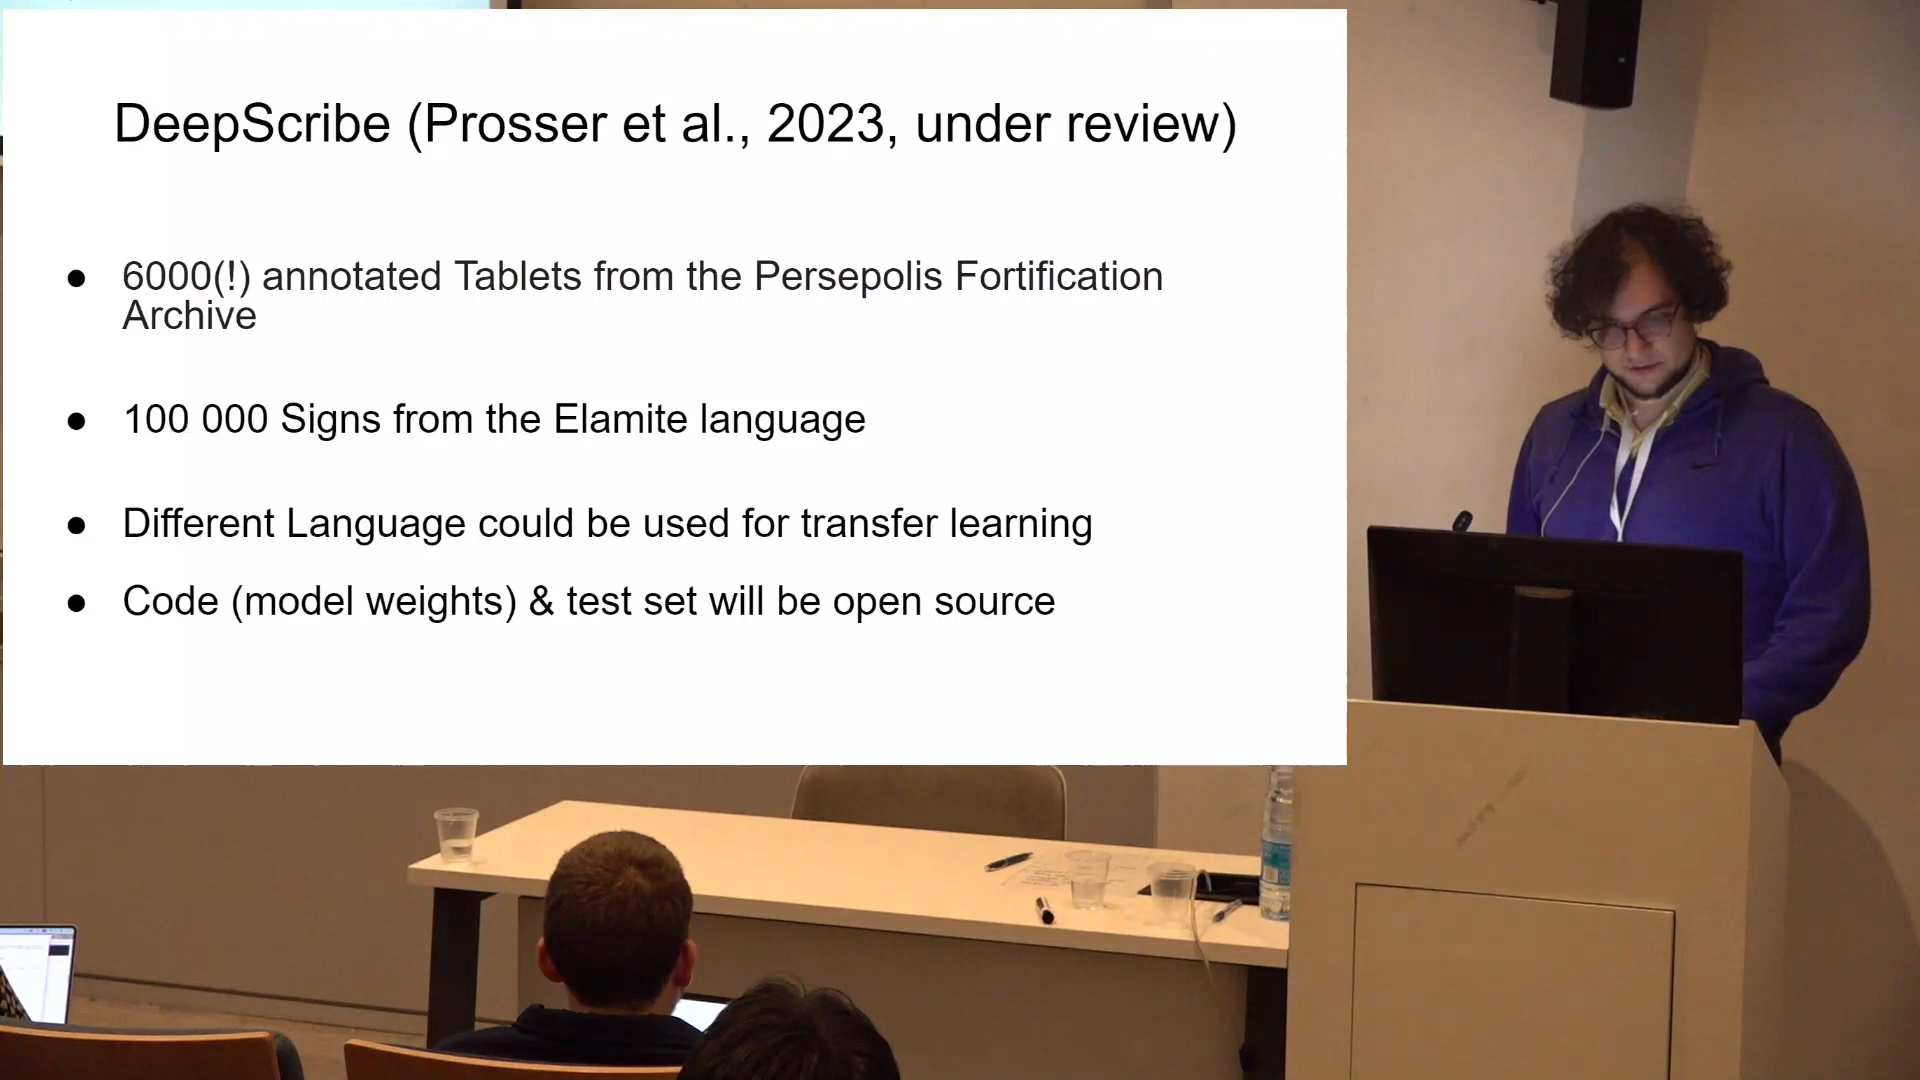 DeepScribe (Prosser et al., 2023, under review)
● 6000(!) annotated Tablets from the Persepolis Fortification
Archive
● 100 000 Signs from the Elamite language
● Different Language could be used for transfer learning
● Code (model weights) & test set will be open source